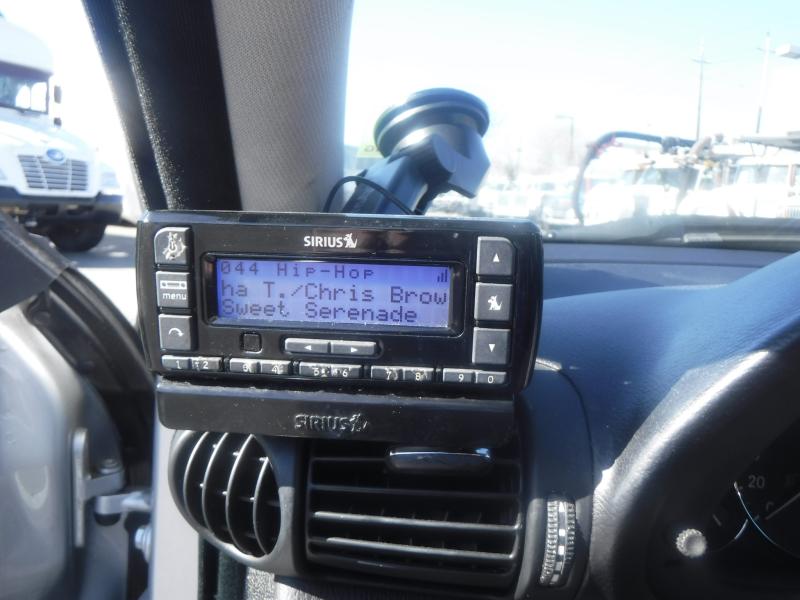 SIRIUS
044 Hip-Hop
ha T./Chris Brow
Sweet Serenade
menu
1 2 3 4 5 6 7 8 9 0
SIRIUS
20